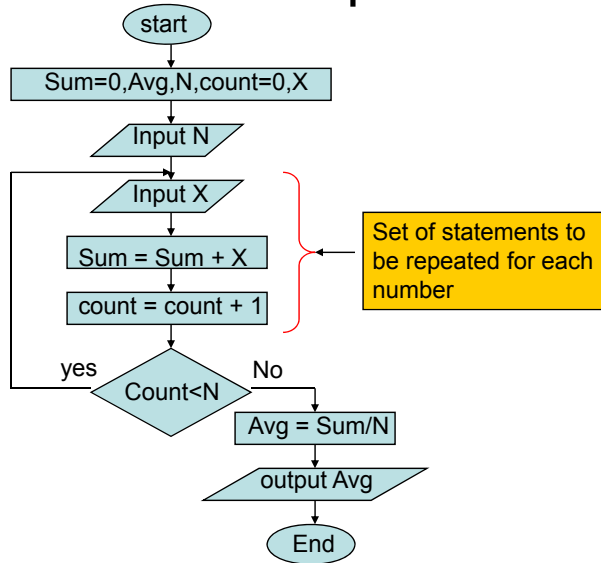 start
Sum=0,Avg,N,count=0,X
Input N
Input X
Sum = Sum + X
count = count + 1
Set of statements to
be repeated for each
number
yes
Count<N
No
Avg = Sum/N
output Avg
End